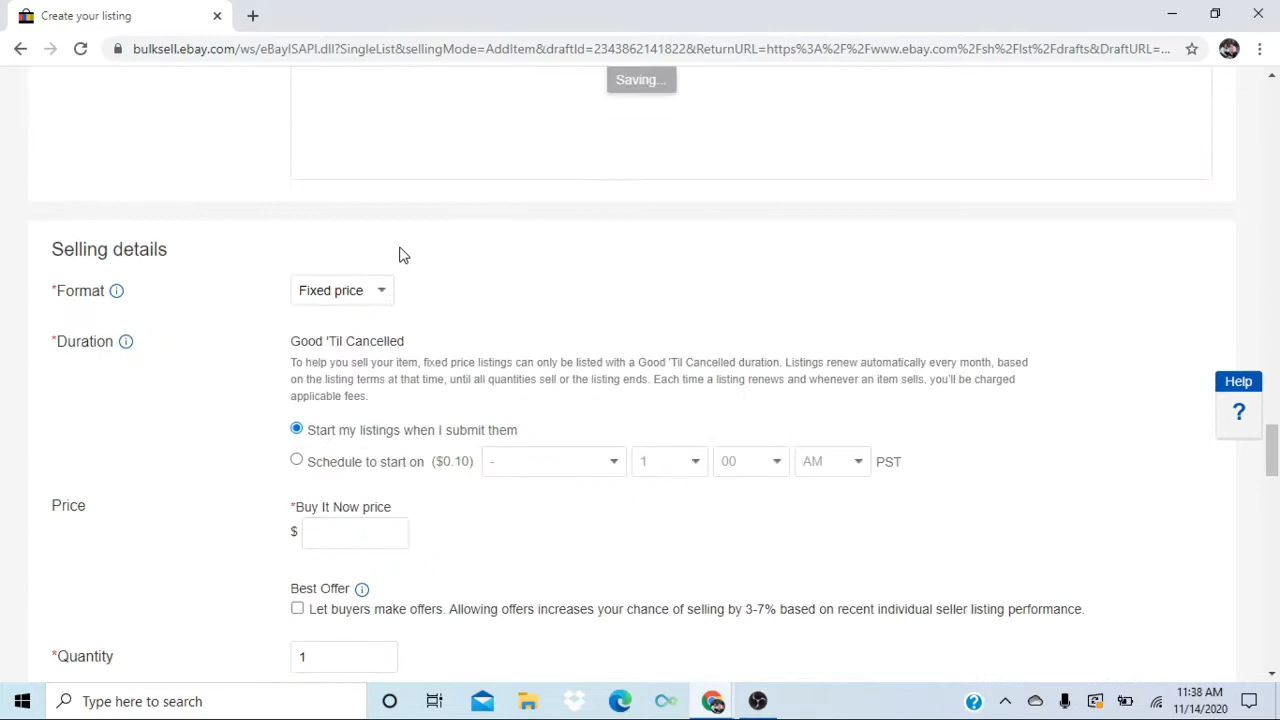 Create your listing
bulksell.ebay.com/ws/eBayISAPI.dll?SingleList&sellingMode=AddItem&draftId=2343862141822&ReturnURL=https%3A%2F%2Fwww.ebay.com%2Fsh%2Flst%2Fdrafts&DraftURL=...
Saving...
Selling details
*Format
Fixed price
*Duration
Good 'Til Cancelled
To help you sell your item, fixed price listings can only be listed with a Good 'Til Cancelled duration. Listings renew automatically every month, based
on the listing terms at that time, until all quantities sell or the listing ends. Each time a listing renews and whenever an item sells, you'll be charged
applicable fees.
Help
?
Start my listings when I submit them
Schedule to start on ($0.10) - 1 00 AM PST
Price
*Buy It Now price
$
Best Offer
Let buyers make offers. Allowing offers increases your chance of selling by 3-7% based on recent individual seller listing performance.
*Quantity
1
Type here to search
11:38 AM
11/14/2020